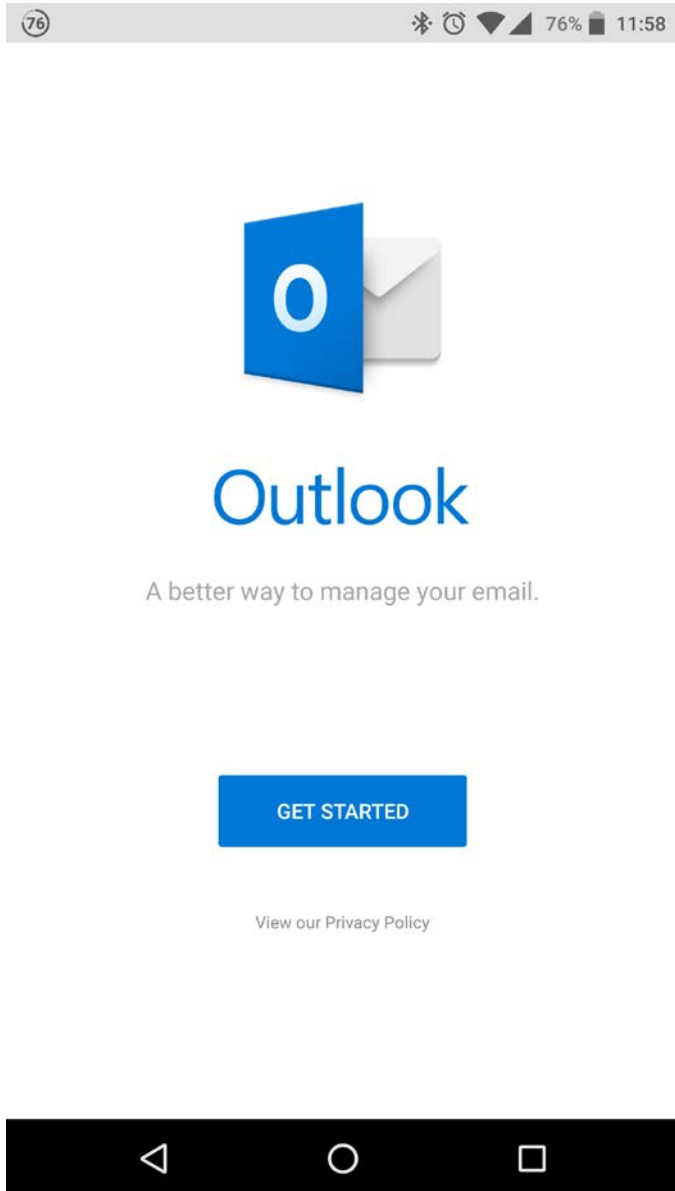 76 76% 11:58
O
Outlook
A better way to manage your email.
GET STARTED
View our Privacy Policy